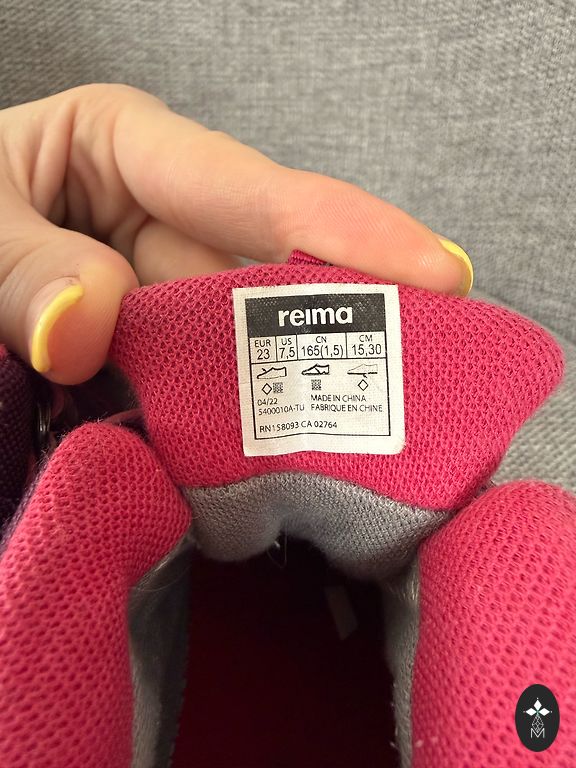 reima
EUR US CN CM
23 7,5 165(1,5) 15,30
04/22 MADE IN CHINA
5400010A-TU FABRIQUE EN CHINE
RN158093 CA 02764
M